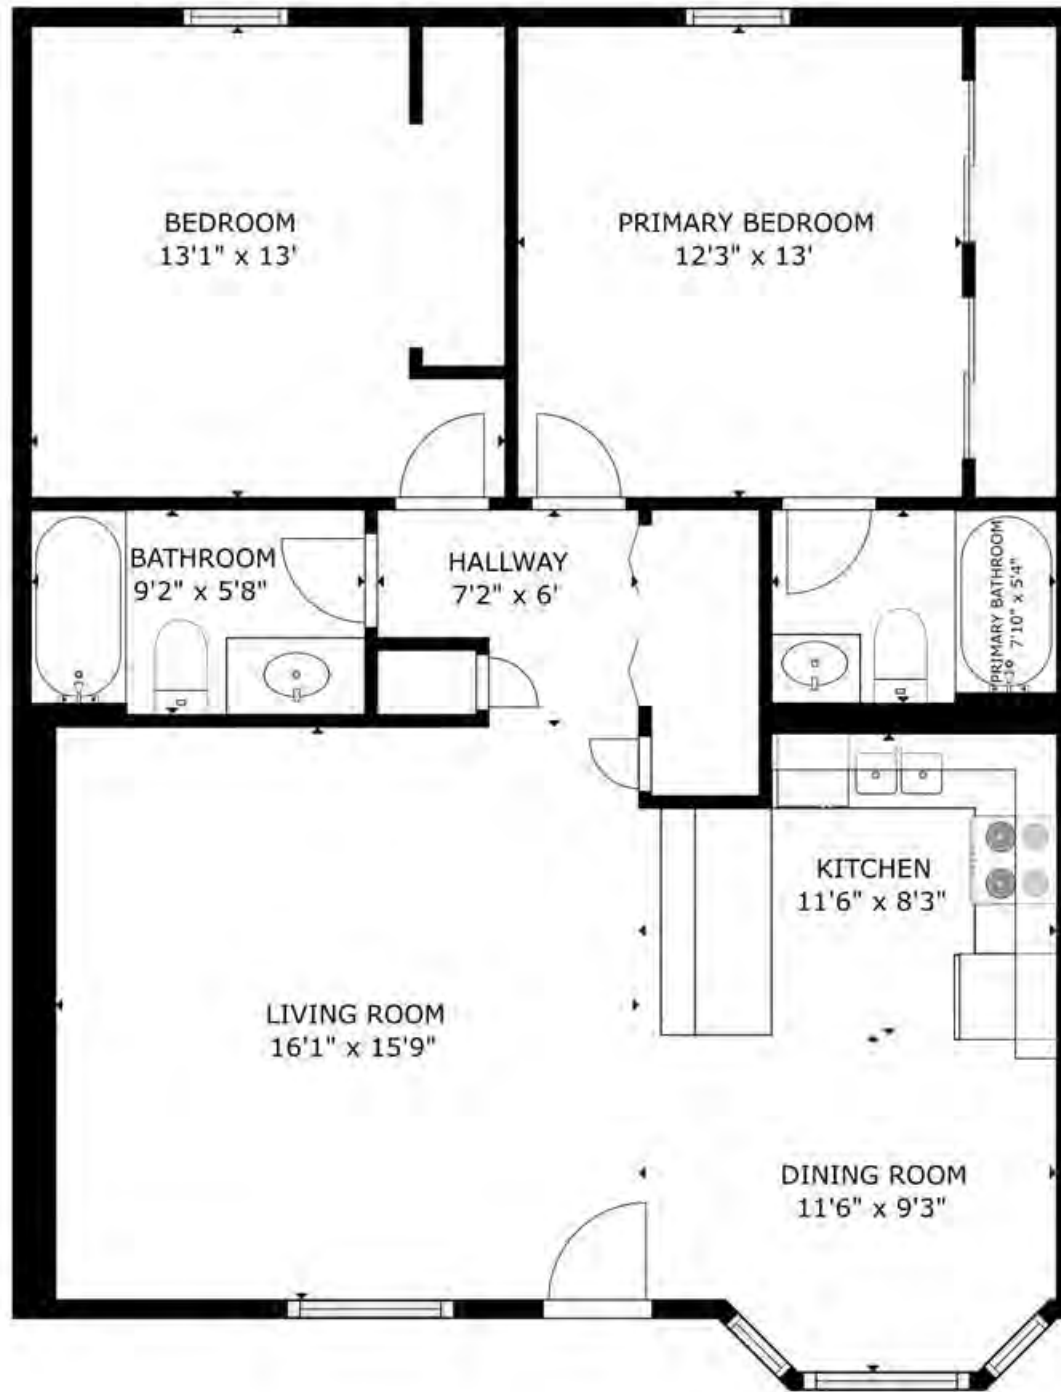 BEDROOM
13'1" x 13'
PRIMARY BEDROOM
12'3" x 13'
BATHROOM
9'2" x 5'8"
HALLWAY
7'2" x 6'
PRIMARY BATHROOM
7'10" x 5'4"
KITCHEN
11'6" x 8'3"
LIVING ROOM
16'1" x 15'9"
DINING ROOM
11'6" x 9'3"